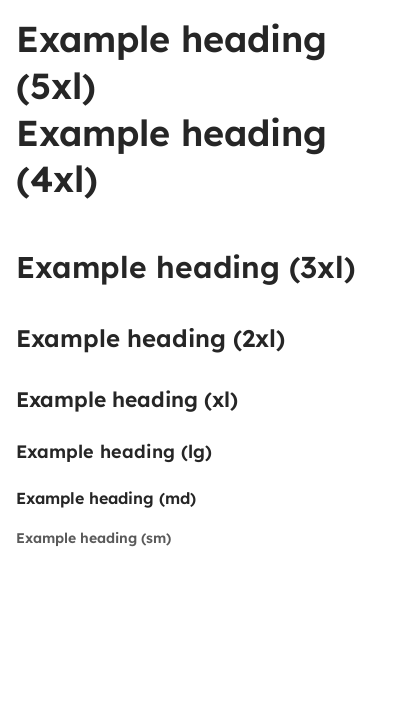 Example heading
(5xl)
Example heading
(4xl)
Example heading (3xl)
Example heading (2xl)
Example heading (xl)
Example heading (lg)
Example heading (md)
Example heading (sm)